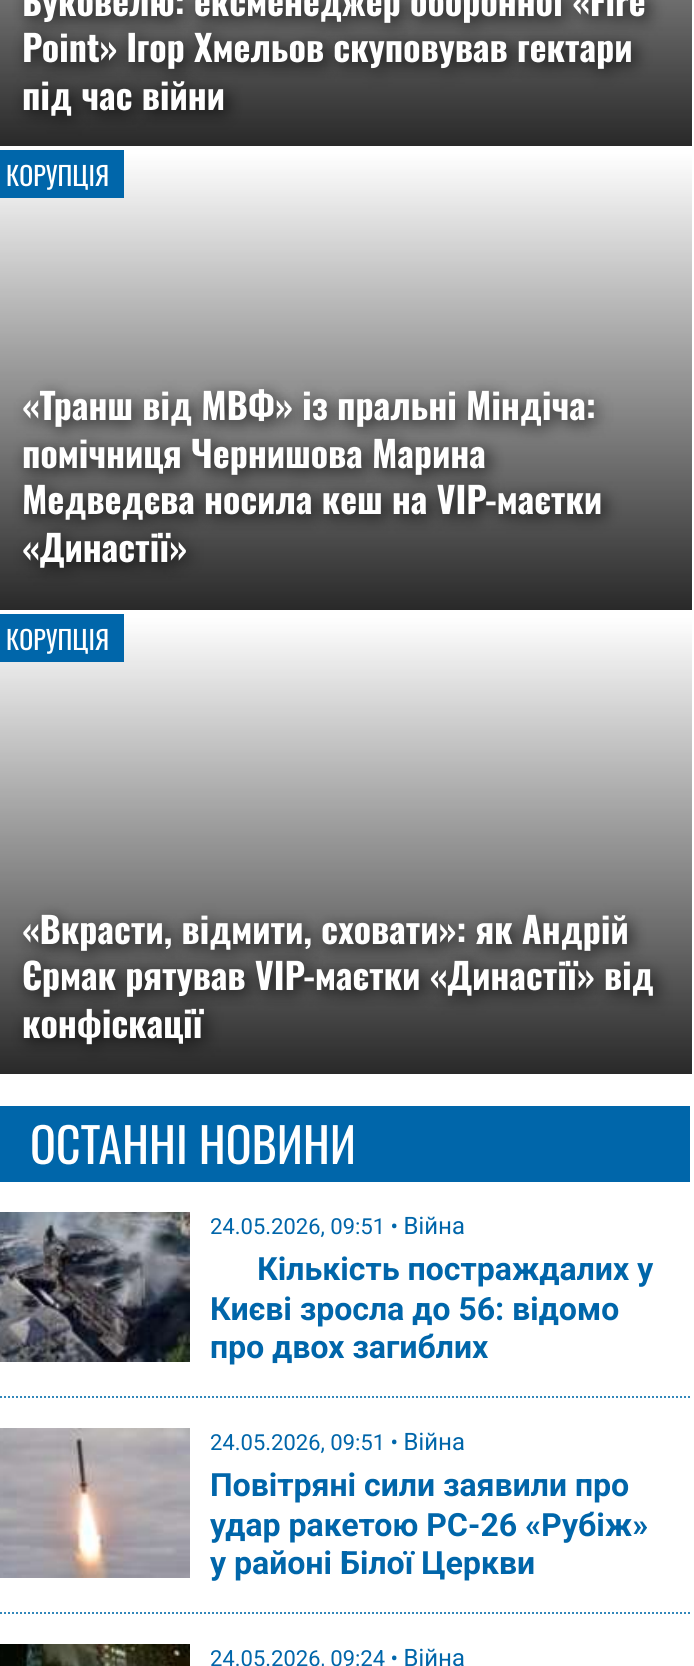 Буковелю: ексменеджер оборонної «Fire
Point» Ігор Хмельов скуповував гектари
під час війни
КОРУПЦІЯ
«Транш від МВФ» із пральні Міндіча:
помічниця Чернишова Марина
Медведєва носила кеш на VIP-маєтки
«Династії»
КОРУПЦІЯ
«Вкрасти, відмити, сховати»: як Андрій
Єрмак рятував VIP-маєтки «Династії» від
конфіскації
ОСТАННІ НОВИНИ
24.05.2026, 09:51 • Війна
Кількість постраждалих у
Києві зросла до 56: відомо
про двох загиблих
24.05.2026, 09:51 • Війна
Повітряні сили заявили про
удар ракетою РС-26 «Рубіж»
у районі Білої Церкви
24.05.2026, 09:24 • Війна